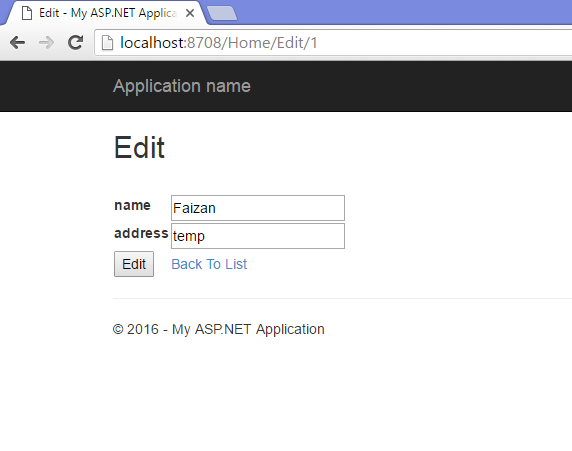 Edit - My ASP.NET Applica
localhost:8708/Home/Edit/1
Application name
Edit
name Faizan
address temp
Edit Back To List
© 2016 - My ASP.NET Application